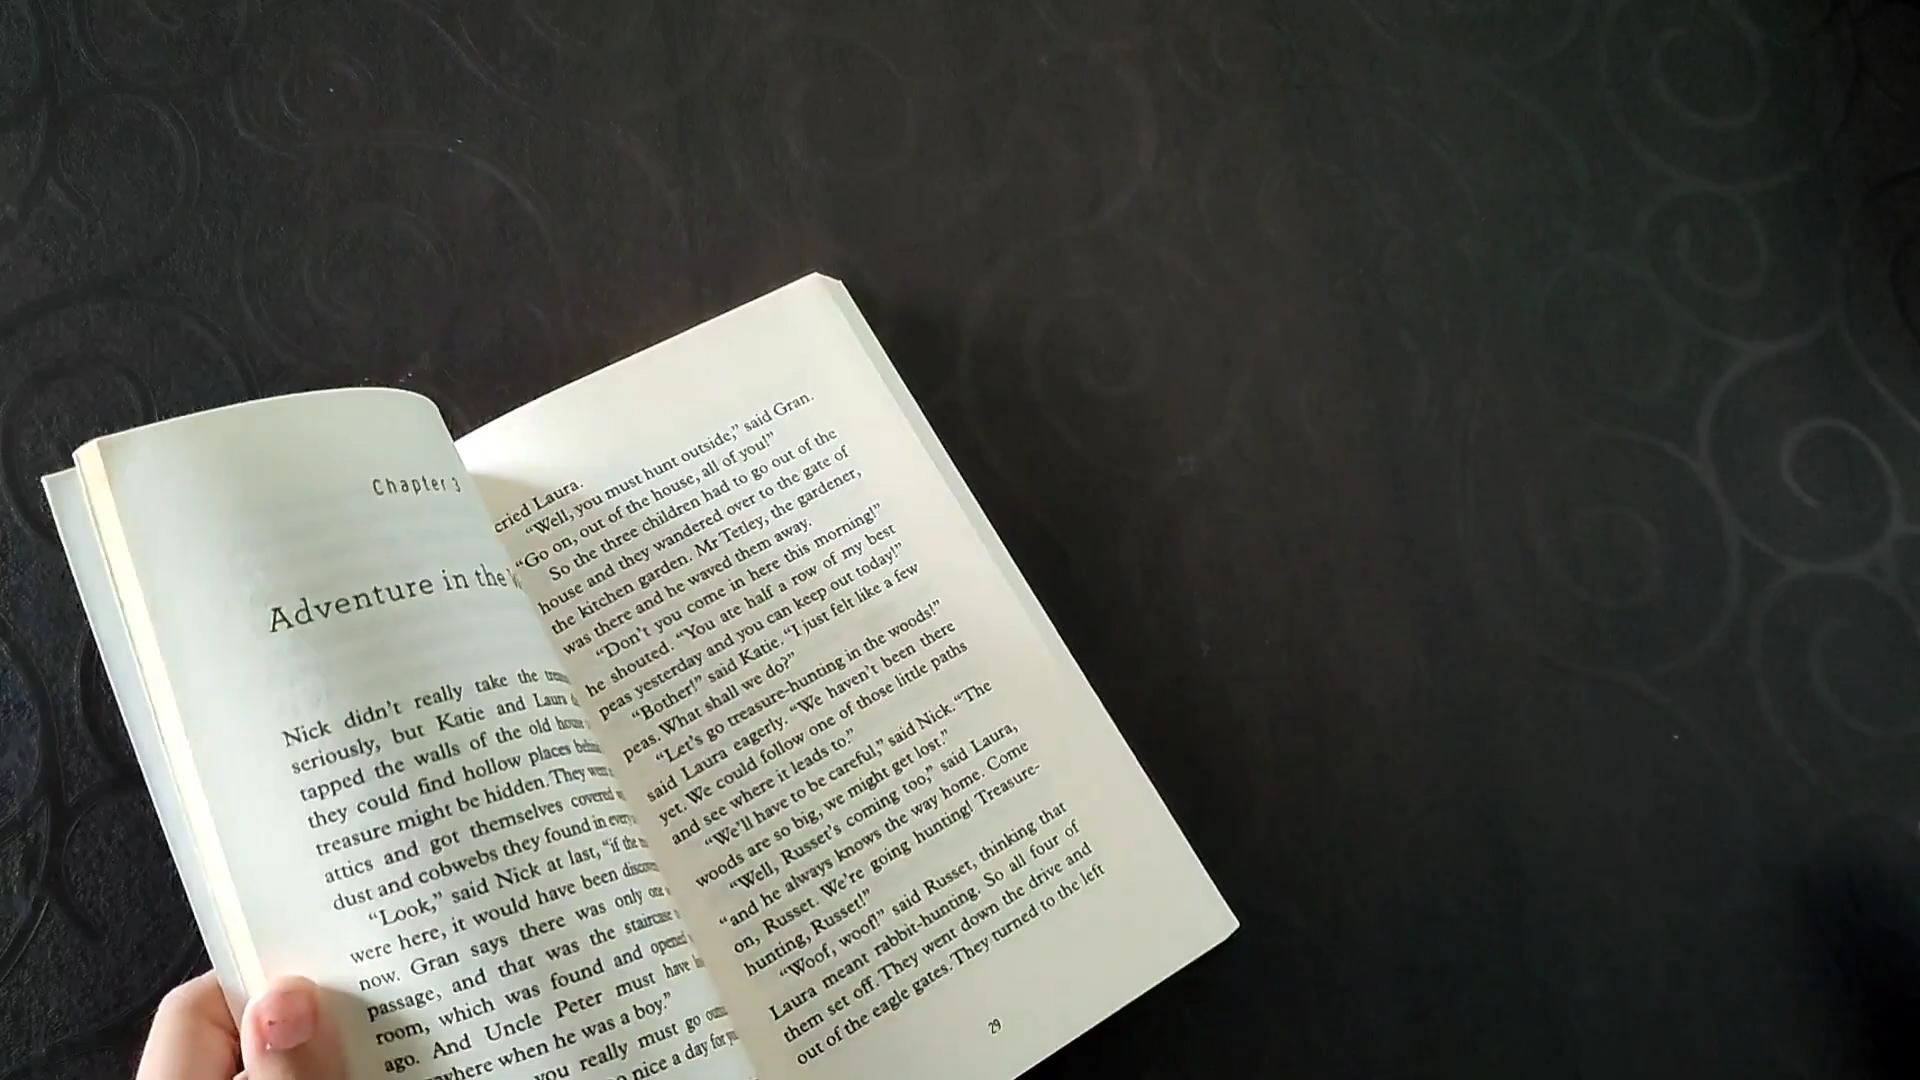 Chapter 3
Adventure in the
Nick didn't really take the
seriously, but Katie and Laura
tapped the walls of the old house
they could find hollow places
treasure might be hidden. They
attics and got themselves covered
dust and cobwebs they found in
"Look," said Nick at last, "if the
were here, it would have been
now. Gran says there was only one
passage, and that was the staircase
room, which was found and opened
ago. And Uncle Peter must have
when he was a boy."
you really must go
nice a day for
cried Laura.
"Well, you must hunt outside," said Gran.
"Go on, out of the house, all of you!"
So the three children had to go out of the
house and they wandered over to the gate of
the kitchen garden. Mr Tetley, the gardener,
was there and he waved them away.
"Don't you come in here this morning!"
he shouted. "You ate half a row of my best
peas yesterday and you can keep out today!"
"Bother!" said Katie. "I just felt like a few
peas. What shall we do?"
"Let's go treasure-hunting in the woods!"
said Laura eagerly. "We haven't been there
yet. We could follow one of those little paths
and see where it leads to."
"We'll have to be careful," said Nick. "The
woods are so big, we might get lost."
"Well, Russet's coming too," said Laura,
"and he always knows the way home. Come
on, Russet. We're going hunting! Treasure-
hunting, Russet!"
"Woof, woof!" said Russet, thinking that
Laura meant rabbit-hunting. So all four of
them set off. They went down the drive and
out of the eagle gates. They turned to the left
29